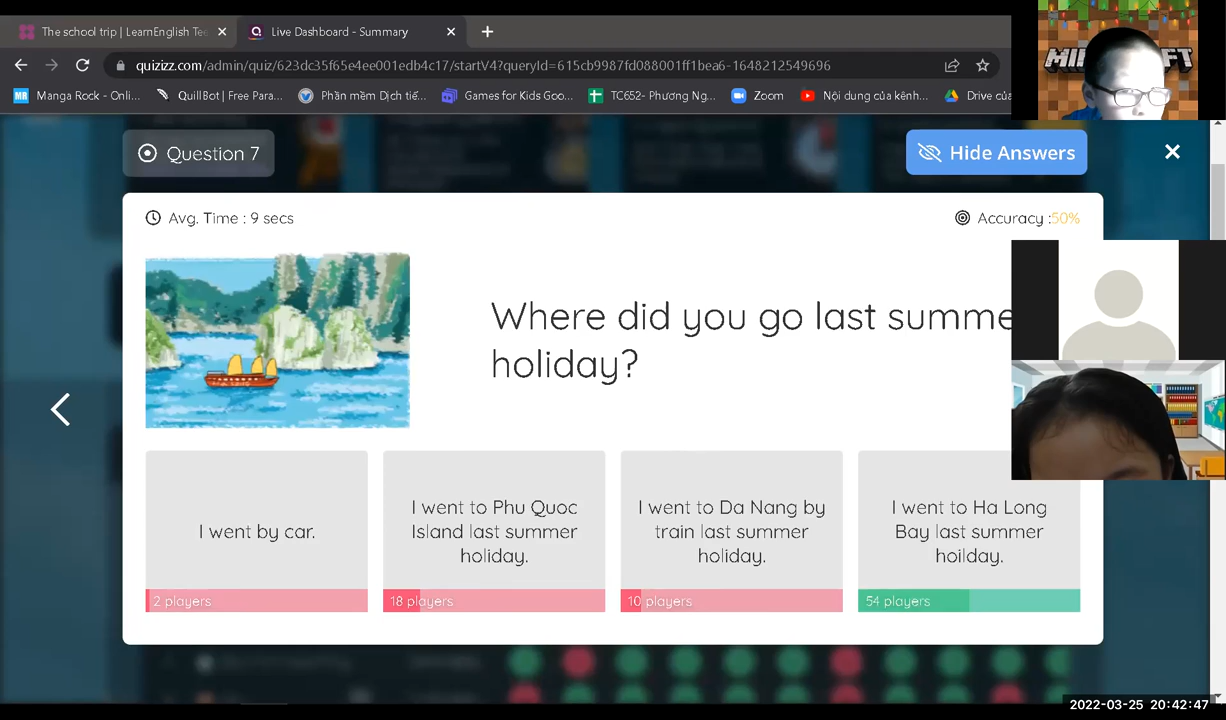 The school trip | LearnEnglish Tee
Live Dashboard - Summary
quizizz.com/admin/quiz/623dc35f65e4ee001edb4c17/startV4?queryId=615cb9987fd088001ff1bea6-1648212549696
MR Manga Rock - Onli...
QuillBot | Free Para...
Phần mềm Dịch tiế...
Games for Kids Goo...
TC652- Phương Ng...
Zoom
Nội dung của kênh...
Drive củа
MINECRAFT
Question 7
Hide Answers
Avg. Time : 9 secs
Accuracy :50%
Where did you go last summe
holiday?
I went by car.
2 players
I went to Phu Quoc
Island last summer
holiday.
18 players
I went to Da Nang by
train last summer
holiday.
10 players
I went to Ha Long
Bay last summer
hoilday.
54 players
2022-03-25 20:42:47